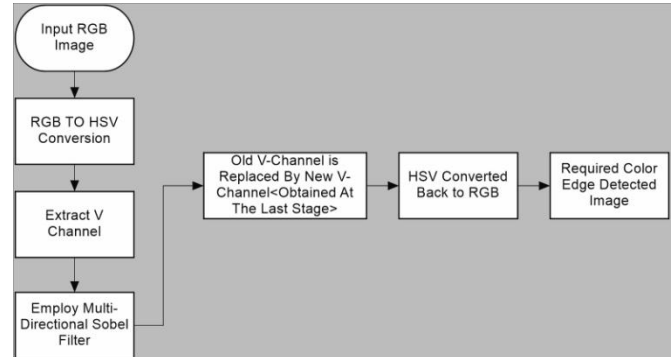 Input RGB
Image
RGB TO HSV
Conversion
Extract V
Channel
Employ Multi-
Directional Sobel
Filter
Old V-Channel is
Replaced By New V-
Channel<Obtained At
The Last Stage>
HSV Converted
Back to RGB
Required Color
Edge Detected
Image